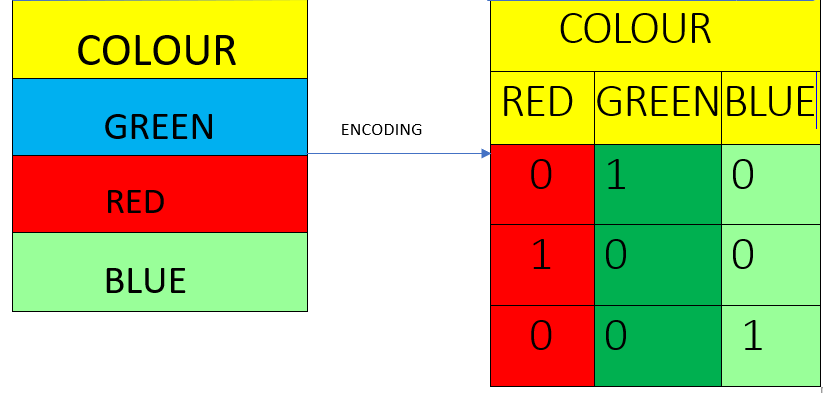 COLOUR
GREEN
RED
BLUE
ENCODING
COLOUR
RED GREEN BLUE
0 1 0
1 0 0
0 0 1